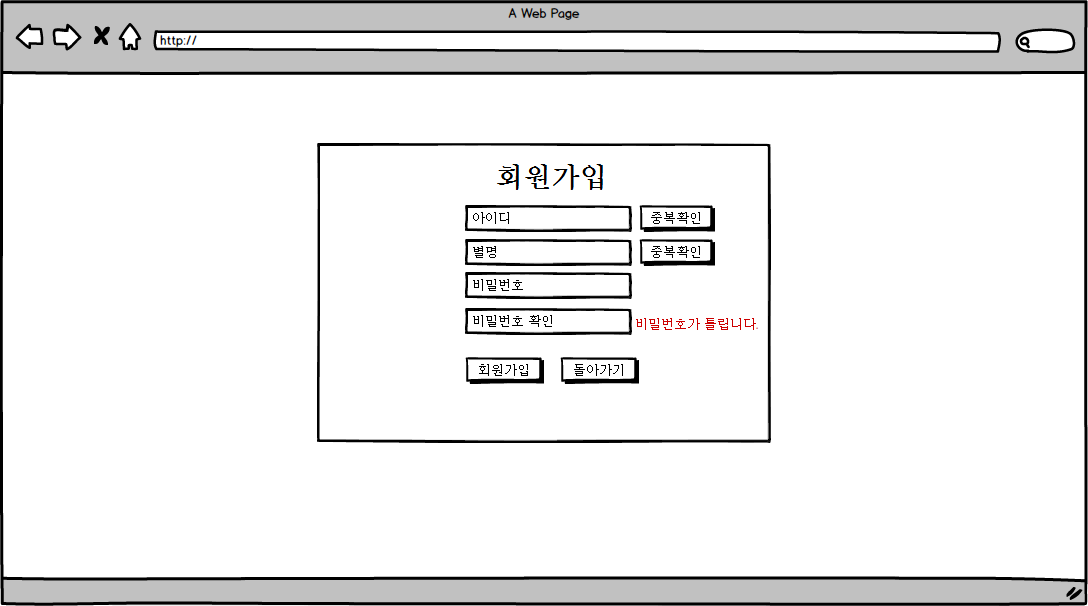 A Web Page
http://
회원가입
아이디 중복확인
별명 중복확인
비밀번호
비밀번호 확인 비밀번호가 틀립니다.
회원가입 돌아가기